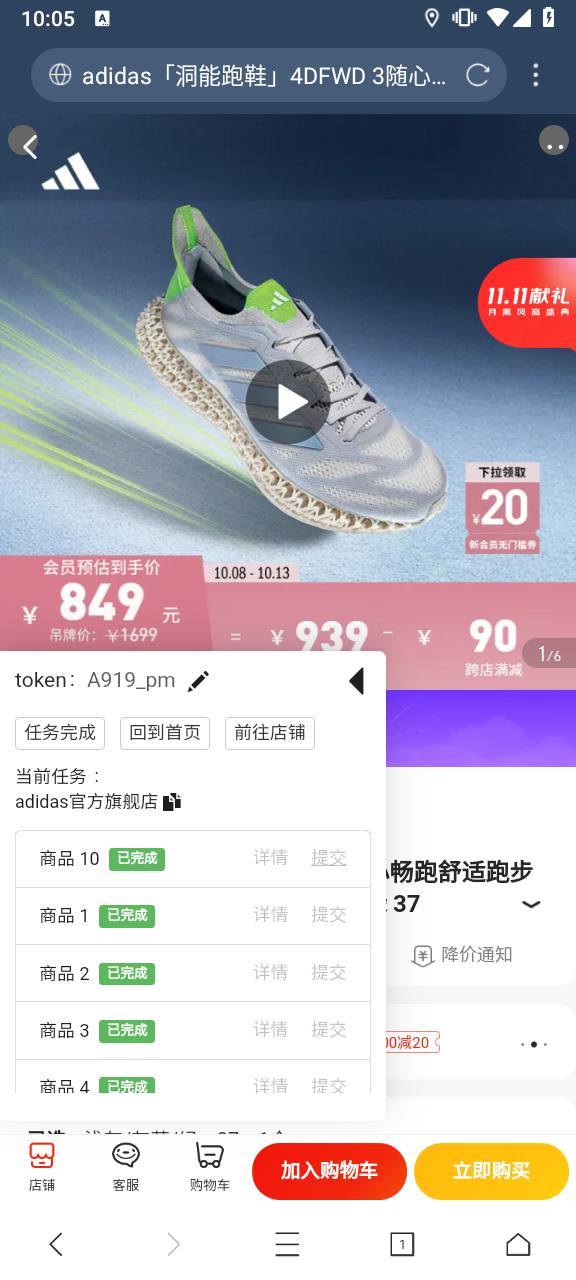 10:05
A
adidas「洞能跑鞋」4DFWD 3随心...
11.11献礼
月黑风高盛典
下拉领取
¥20
新会员无门槛券
会员预估到手价
10.08 - 10.13
¥ 849 元
吊牌价: ¥1699
= ¥ 939 - ¥ 90
跨店满减
1/6
token: A919_pm
任务完成 回到首页 前往店铺
当前任务：
adidas官方旗舰店
商品 10 已完成 详情 提交
商品 1 已完成 详情 提交
商品 2 已完成 详情 提交
商品 3 已完成 详情 提交
商品 4 已完成 详情 提交
畅跑舒适跑步
37
降价通知
00减20
店铺 客服 购物车 加入购物车 立即购买
1